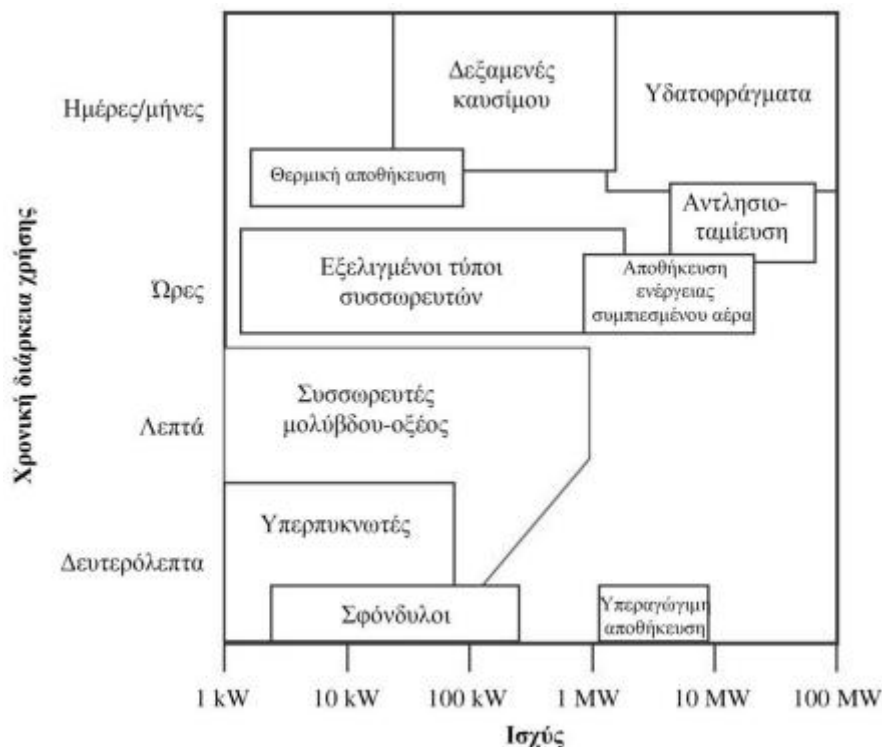 Δεξαμενές
καυσίμου
Υδατοφράγματα
Ημέρες/μήνες
Θερμική αποθήκευση
Αντλησιο-
ταμίευση
Εξελιγμένοι τύποι
συσσωρευτών
Αποθήκευση
ενέργειας
συμπιεσμένου αέρα
Ώρες
Χρονική διάρκεια χρήσης
Συσσωρευτές
μολύβδου-οξέος
Λεπτά
Υπερπυκνωτές
Δευτερόλεπτα
Σφόνδυλοι
Υπεραγώγιμη
αποθήκευση
1 kW 10 kW 100 kW 1 MW 10 MW 100 MW
Ισχύς